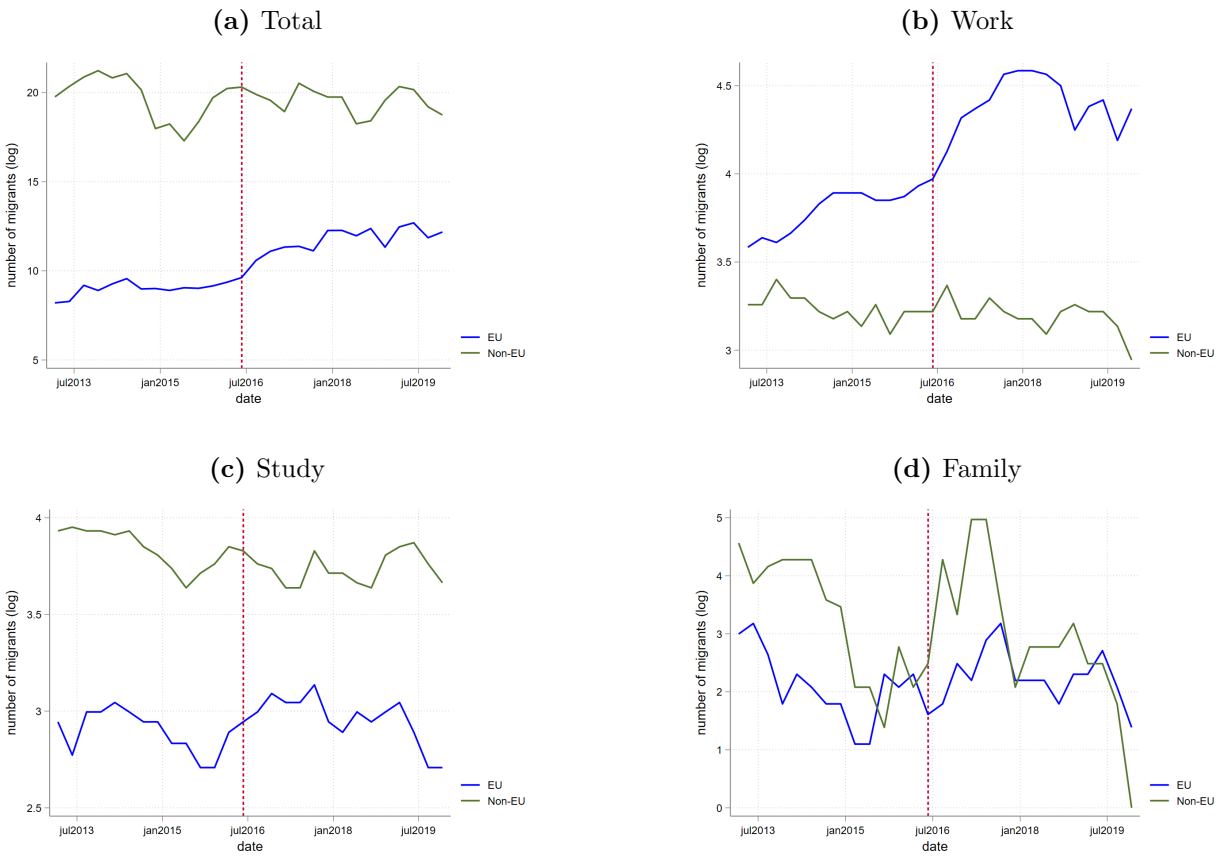 (a) Total
number of migrants (log)
20
15
10
5
jul2013 jan2015 jul2016 jan2018 jul2019
date
EU
Non-EU
(b) Work
number of migrants (log)
4.5
4
3.5
3
jul2013 jan2015 jul2016 jan2018 jul2019
date
EU
Non-EU
(c) Study
number of migrants (log)
4
3.5
3
2.5
jul2013 jan2015 jul2016 jan2018 jul2019
date
EU
Non-EU
(d) Family
number of migrants (log)
5
4
3
2
1
0
jul2013 jan2015 jul2016 jan2018 jul2019
date
EU
Non-EU